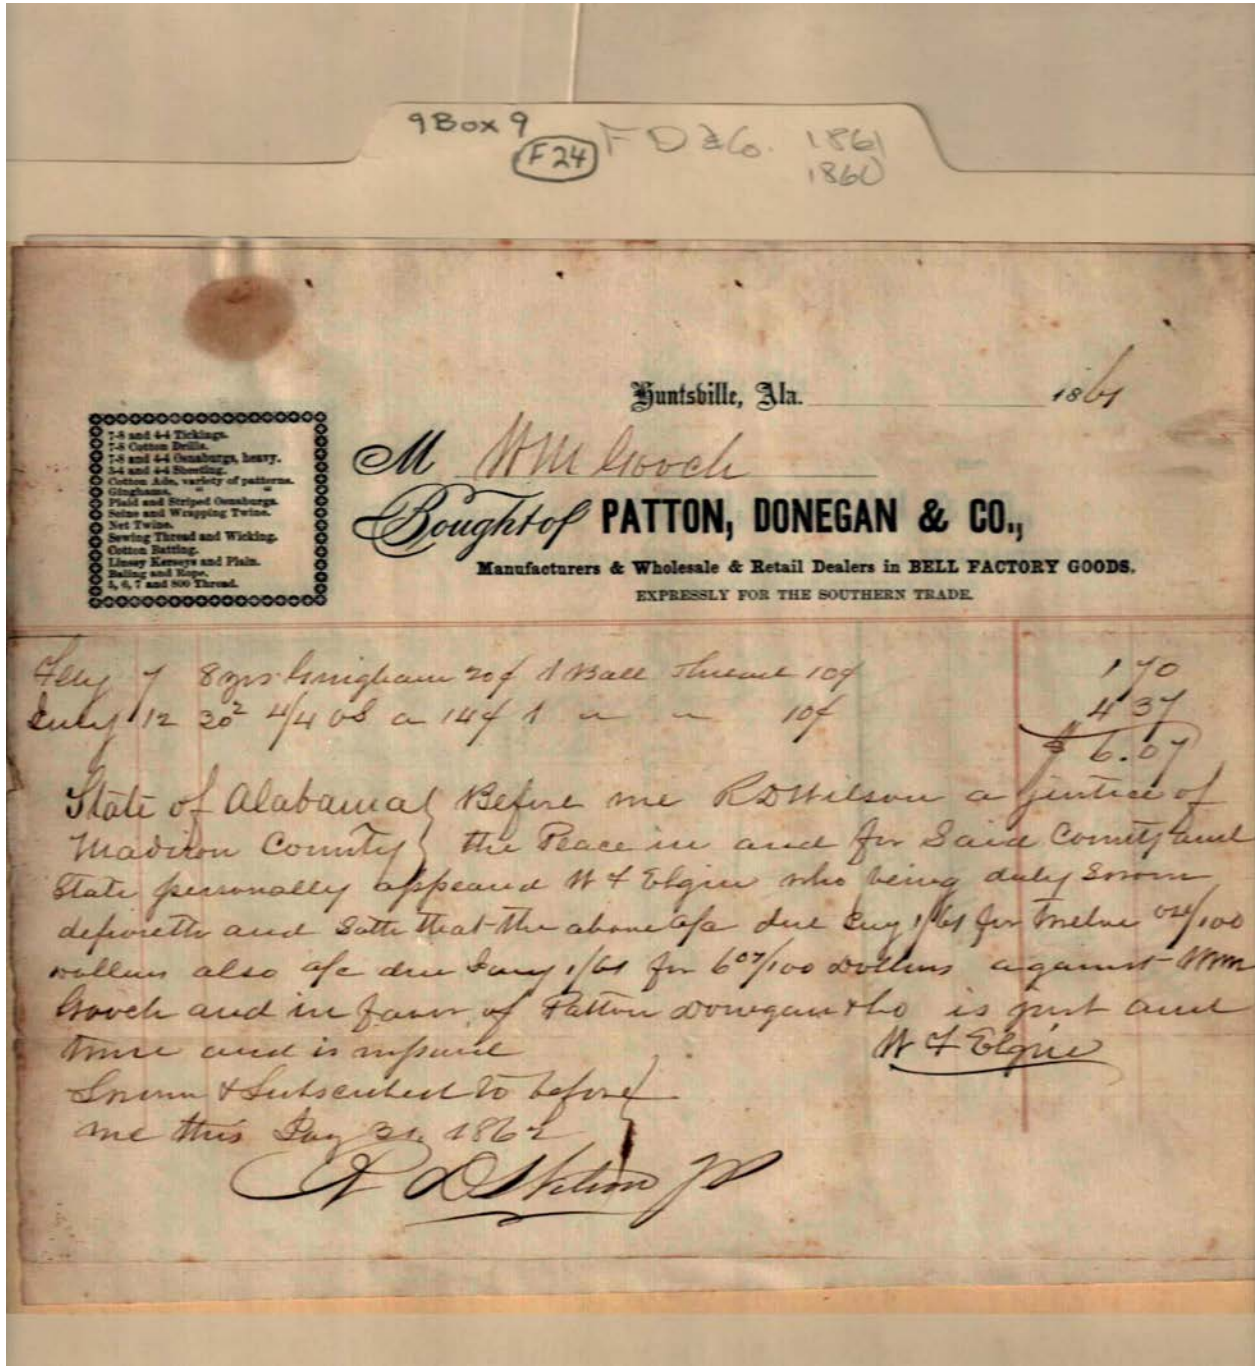 9 Box 9
F 24
F D & Co. 1861
1860
Huntsville, Ala. 1861
7-8 and 4-4 Tickings.
7-8 Cotton Drills.
7-8 and 4-4 Osnaburgs, heavy.
3-4 and 4-4 Sheeting.
Cotton Ade, variety of patterns.
Ginghams, " "
Plaid and Striped Osnaburgs.
Seine and Wrapping Twine.
Net Twine.
Sewing Thread and Wicking.
Cotton Batting.
Linsey Kerseys and Plain.
Baling and Rope.
5, 6, 7 and 800 Thread.
M Wm Gooch
Bought of PATTON, DONEGAN & CO.,
Manufacturers & Wholesale & Retail Dealers in BELL FACTORY GOODS.
EXPRESSLY FOR THE SOUTHERN TRADE.
7 8 yds Gingham 20¢ 1 Ball Thread 10¢ 1 70
July 12 30² 4/4 OS a 14¢ 1 " " 10¢ 4 37
$ 6.07
State of Alabama } Before me R D Wilson a justice of
Madison County } the Peace in and for Said County and
State personally appeard W F Elgin who being duly Sworn
deposeth and Saith that the above a/c due 1/61 for Twelve /100
dollars also a/c due Jany 1/61 for 6 07/100 Dollars against Wm
Gooch and in favor of Patton Donegan & Co is just and
true and is unpaid
W F Elgin
Sworn & Subscribed to before }
me this Jay 31, 1862 }
R D Wilson JP